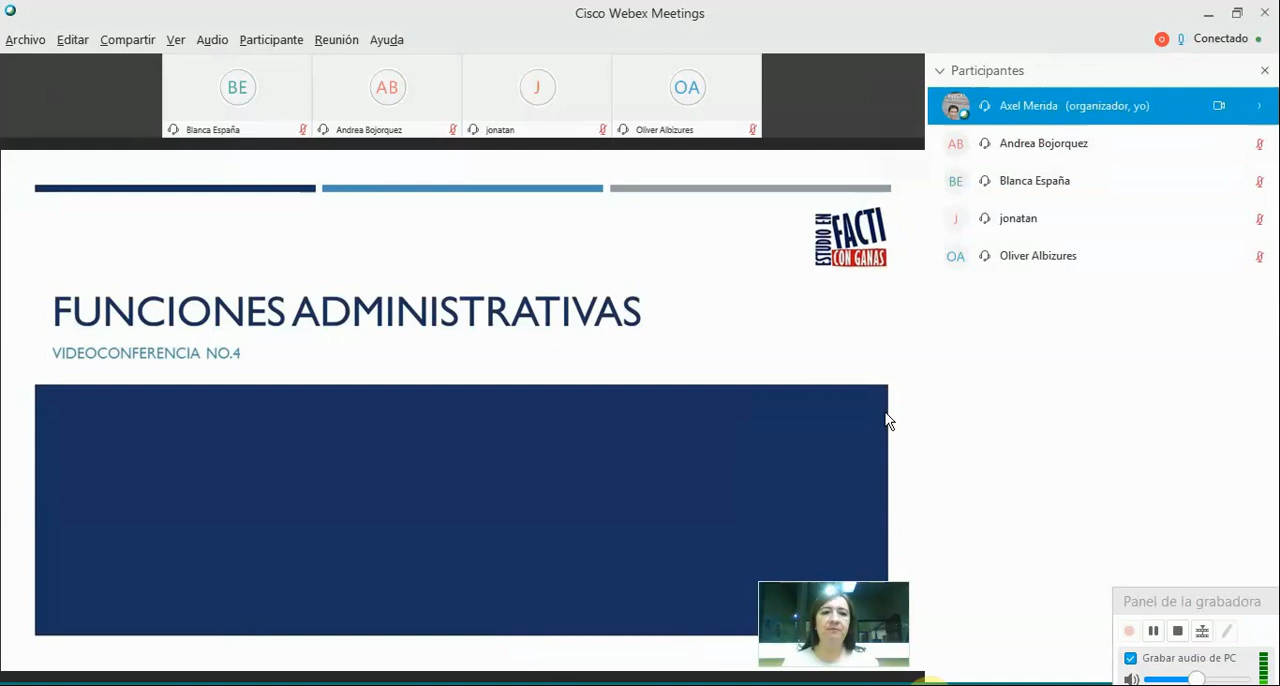 Cisco Webex Meetings
Archivo Editar Compartir Ver Audio Participante Reunión Ayuda
Conectado
BE
AB
J
OA
Blanca España
Andrea Bojorquez
jonatan
Oliver Albizures
Participantes
Axel Merida (organizador, yo)
AB Andrea Bojorquez
BE Blanca España
J jonatan
OA Oliver Albizures
ESTUDIO EN
FACTI
CON GANAS
FUNCIONES ADMINISTRATIVAS
VIDEOCONFERENCIA NO.4
Panel de la grabadora
Grabar audio de PC